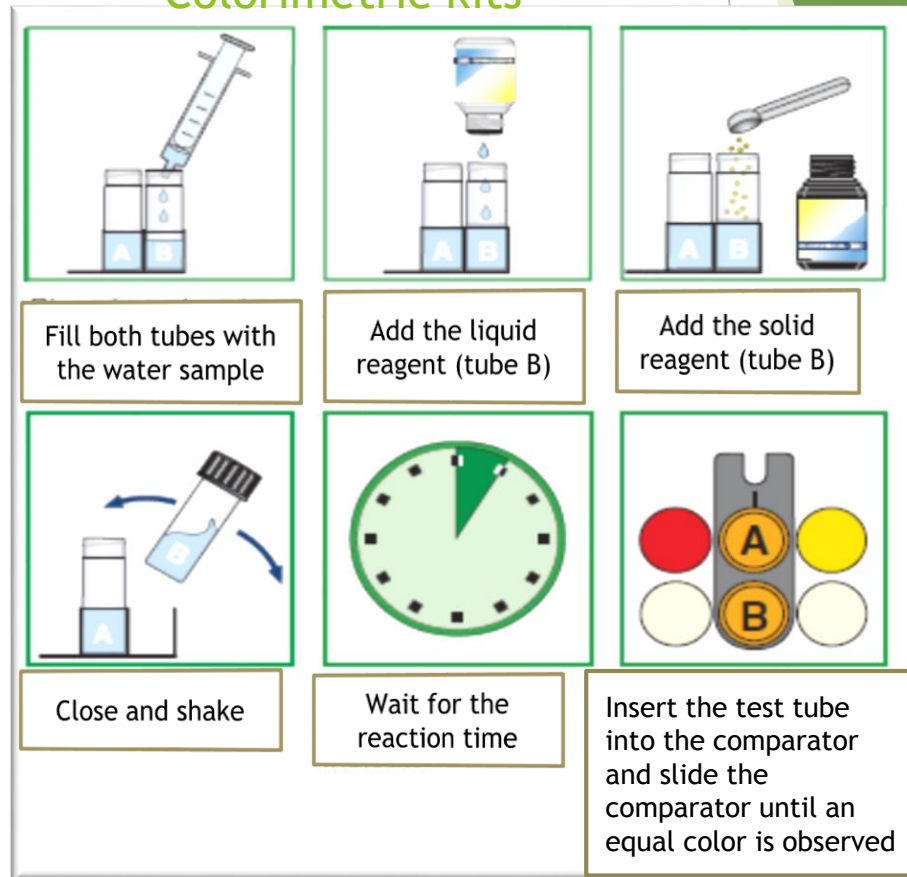 Colorimetric Kits
A B
A B
A B
Fill both tubes with
the water sample
Add the liquid
reagent (tube B)
Add the solid
reagent (tube B)
B
A
A
B
Close and shake
Wait for the
reaction time
Insert the test tube
into the comparator
and slide the
comparator until an
equal color is observed